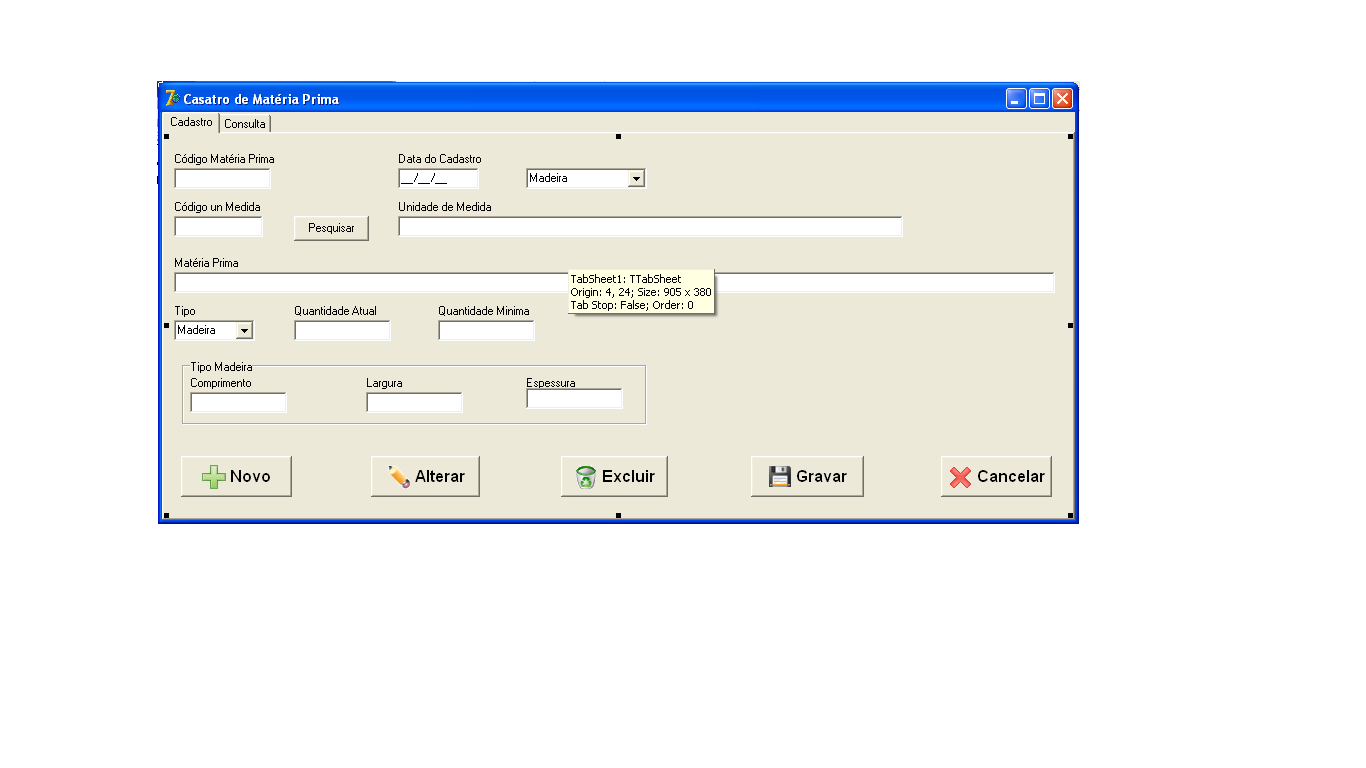 Casatro de Matéria Prima
Cadastro Consulta
Código Matéria Prima Data do Cadastro
__/__/__ Madeira
Código un Medida Unidade de Medida
Pesquisar
Matéria Prima
TabSheet1: TTabSheet
Origin: 4, 24; Size: 905 x 380
Tab Stop: False; Order: 0
Tipo Quantidade Atual Quantidade Minima
Madeira
Tipo Madeira
Comprimento Largura Espessura
Novo Alterar Excluir Gravar Cancelar